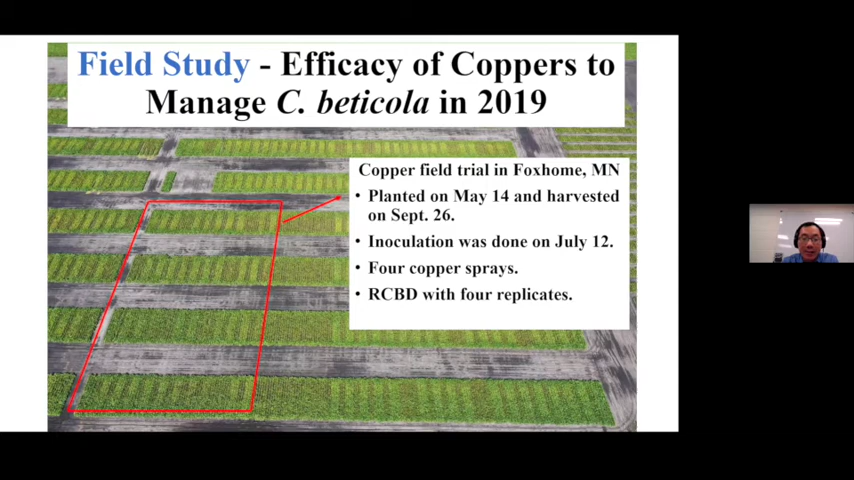 Field Study - Efficacy of Coppers to
Manage C. beticola in 2019
Copper field trial in Foxhome, MN
• Planted on May 14 and harvested
on Sept. 26.
• Inoculation was done on July 12.
• Four copper sprays.
• RCBD with four replicates.